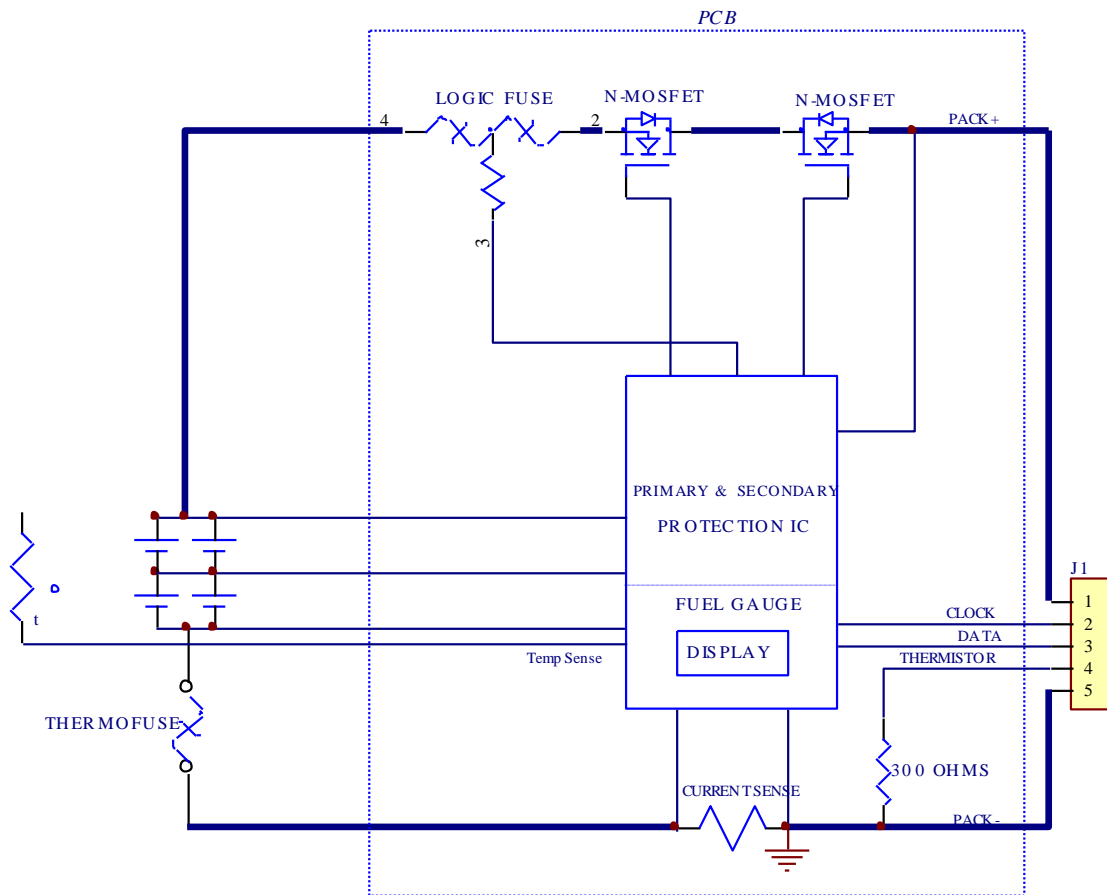 PCB
LOGIC FUSE
N-MOSFET
N-MOSFET
4
2
PACK+
3
PRIMARY & SECONDARY
PROTECTION IC
J1
FUEL GAUGE
1
CLOCK
2
t
DATA
3
Temp Sense
DISPLAY
THERMISTOR
4
5
THERMOFUSE
300 OHMS
CURRENT SENSE
PACK-